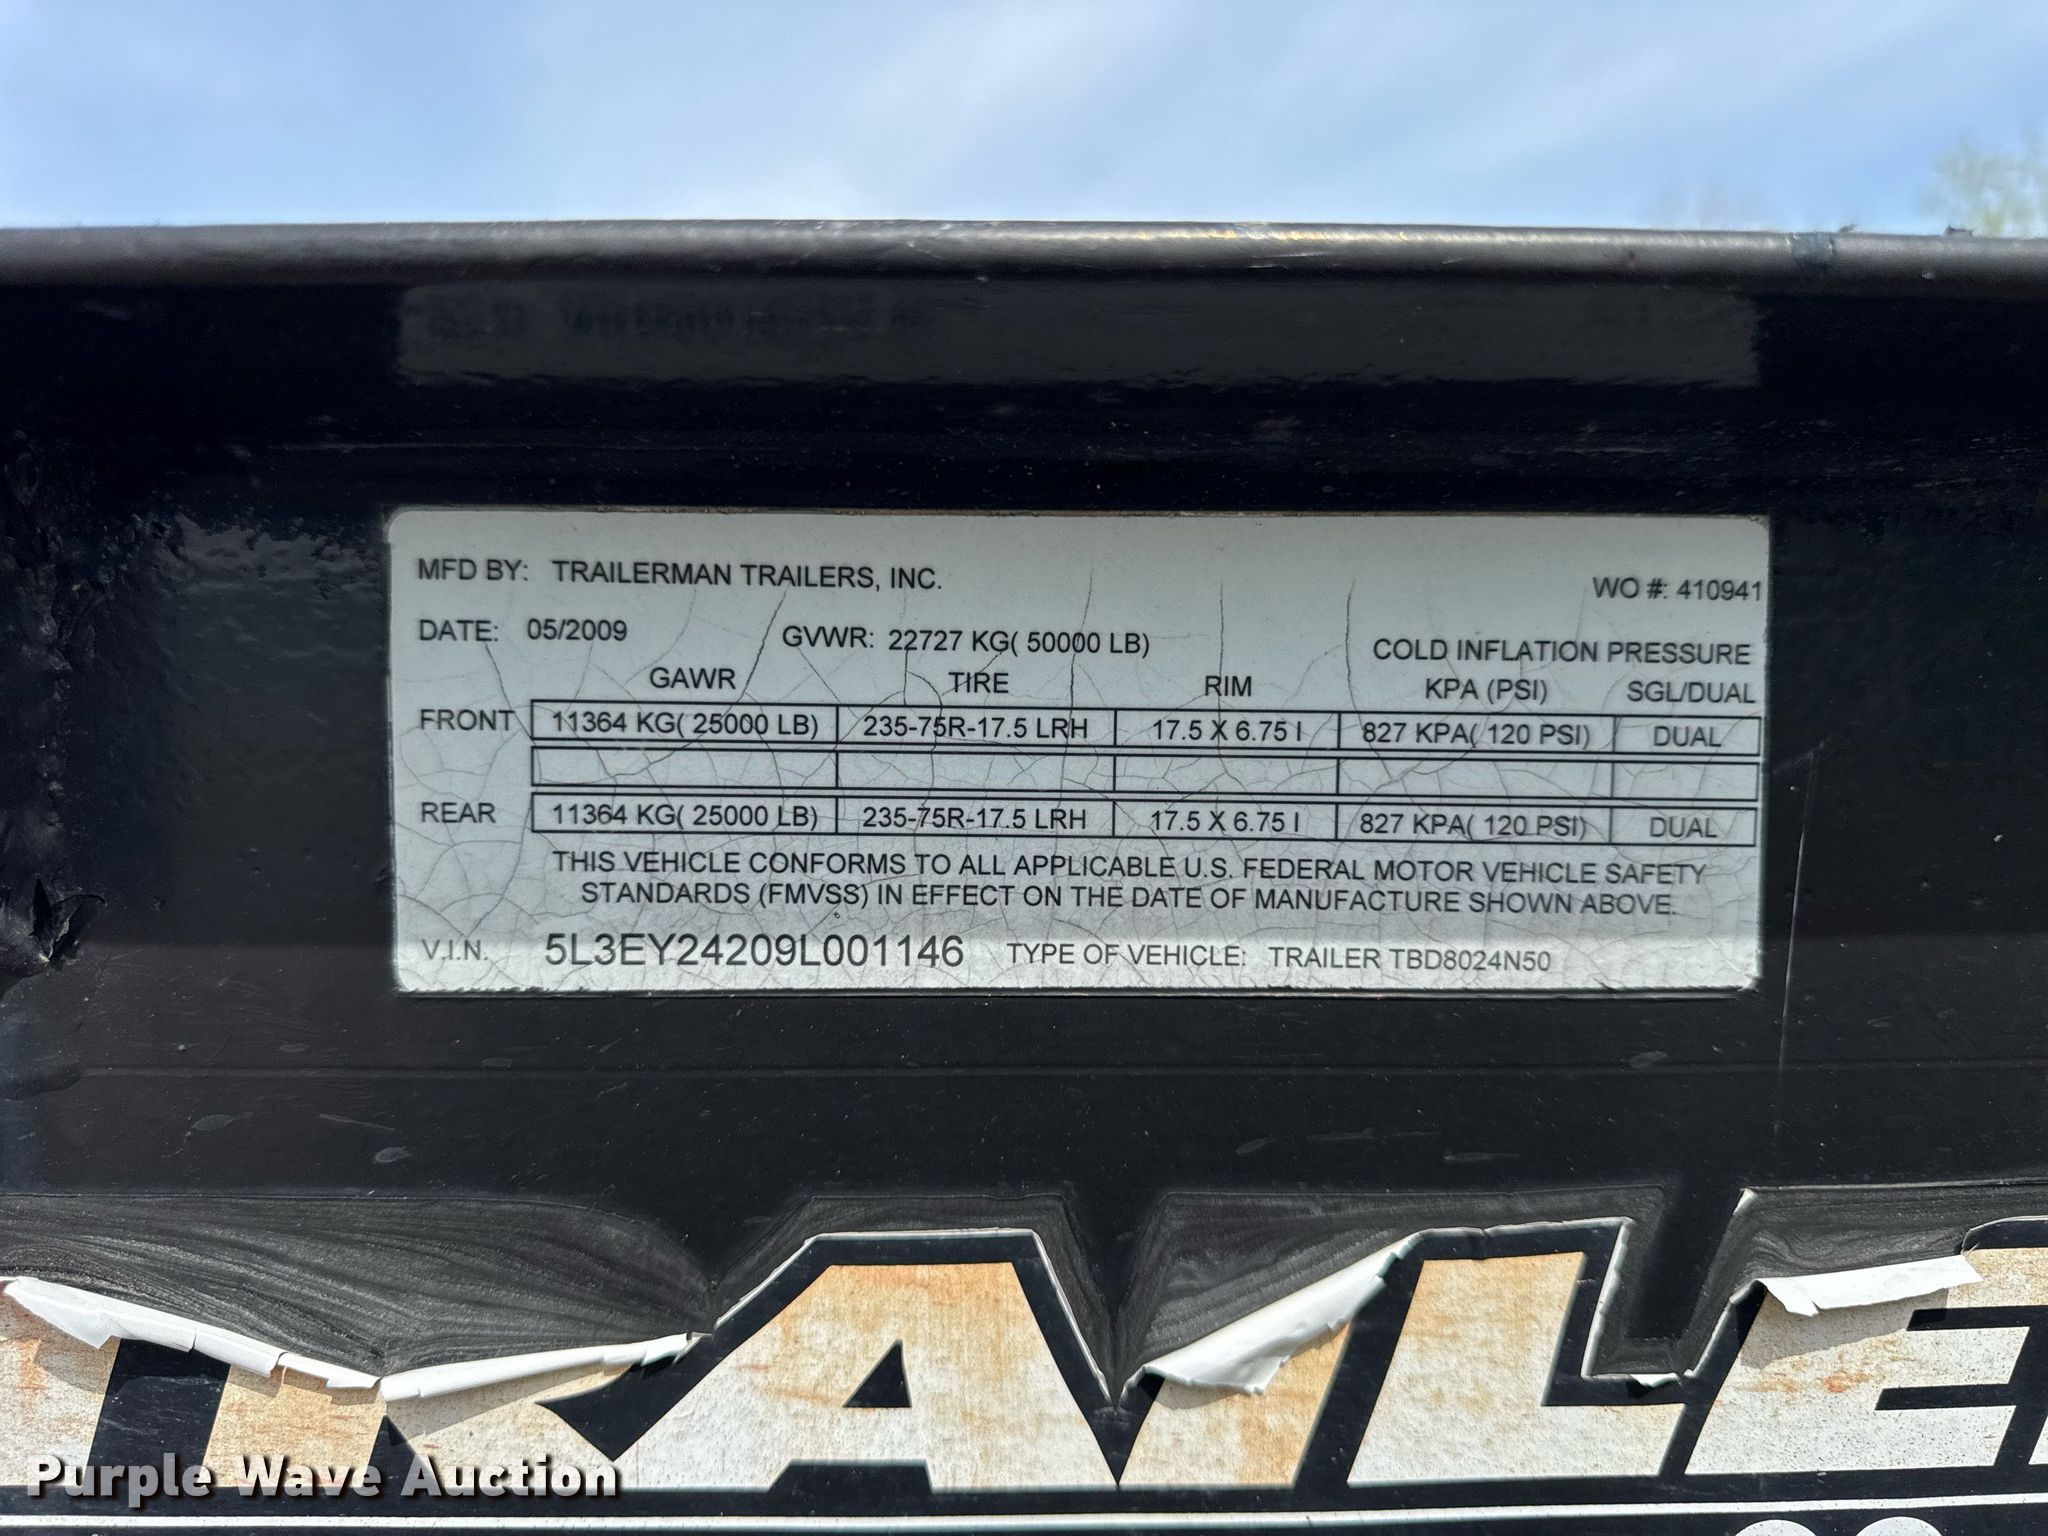 MFD BY: TRAILERMAN TRAILERS, INC. WO #: 410941
DATE: 05/2009 GVWR: 22727 KG( 50000 LB) COLD INFLATION PRESSURE
GAWR TIRE RIM KPA (PSI) SGL/DUAL
FRONT 11364 KG( 25000 LB) 235-75R-17.5 LRH 17.5 X 6.75 I 827 KPA( 120 PSI) DUAL
REAR 11364 KG( 25000 LB) 235-75R-17.5 LRH 17.5 X 6.75 I 827 KPA( 120 PSI) DUAL
THIS VEHICLE CONFORMS TO ALL APPLICABLE U.S. FEDERAL MOTOR VEHICLE SAFETY
STANDARDS (FMVSS) IN EFFECT ON THE DATE OF MANUFACTURE SHOWN ABOVE.
V.I.N. 5L3EY24209L001146 TYPE OF VEHICLE: TRAILER TBD8024N50
TRAILE
Purple Wave Auction